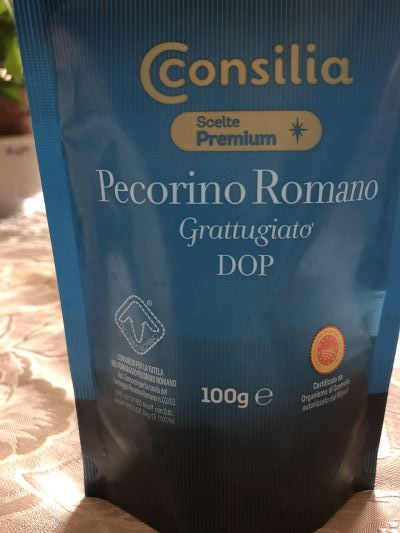 Consilia
Scelte
Premium
Pecorino Romano
Grattugiato
DOP
CONSORZIO PER LA TUTELA
DEL FORMAGGIO PECORINO ROMANO
100g e
Certificato da
Organismo di Controllo
autorizzato dal